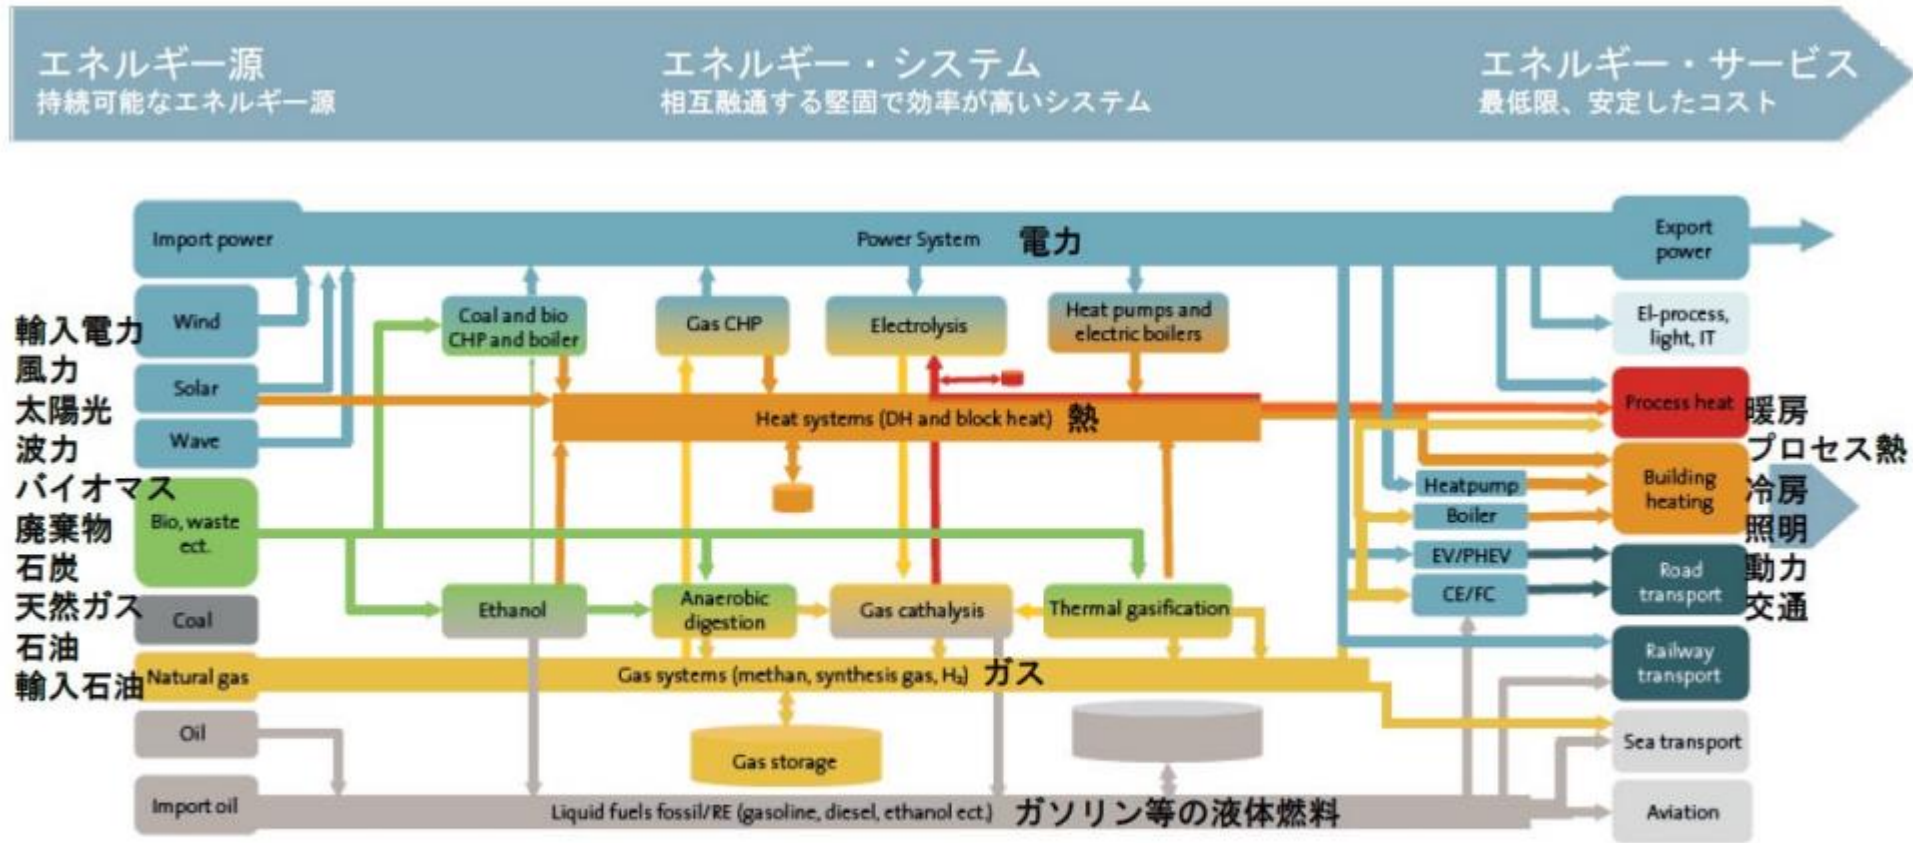 エネルギー源
持続可能なエネルギー源
エネルギー・システム
相互融通する堅固で効率が高いシステム
エネルギー・サービス
最低限、安定したコスト
Import power
Power System
電力
Export
power
輸入電力
風力
太陽光
波力
バイオマス
廃棄物
石炭
天然ガス
石油
輸入石油
Wind
Solar
Wave
Bio, waste
ect.
Coal
Natural gas
Oil
Import oil
Coal and bio
CHP and boiler
Gas CHP
Electrolysis
Heat pumps and
electric boilers
Heat systems (DH and block heat)
熱
Ethanol
Anaerobic
digestion
Gas cathalysis
Thermal gasification
Gas systems (methan, synthesis gas, H₂)
ガス
Gas storage
Liquid fuels fossil/RE (gasoline, diesel, ethanol ect.)
ガソリン等の液体燃料
Heatpump
Boiler
EV/PHEV
CE/FC
El-process,
light, IT
Process heat
Building
heating
Road
transport
Railway
transport
Sea transport
Aviation
暖房
プロセス熱
冷房
照明
動力
交通